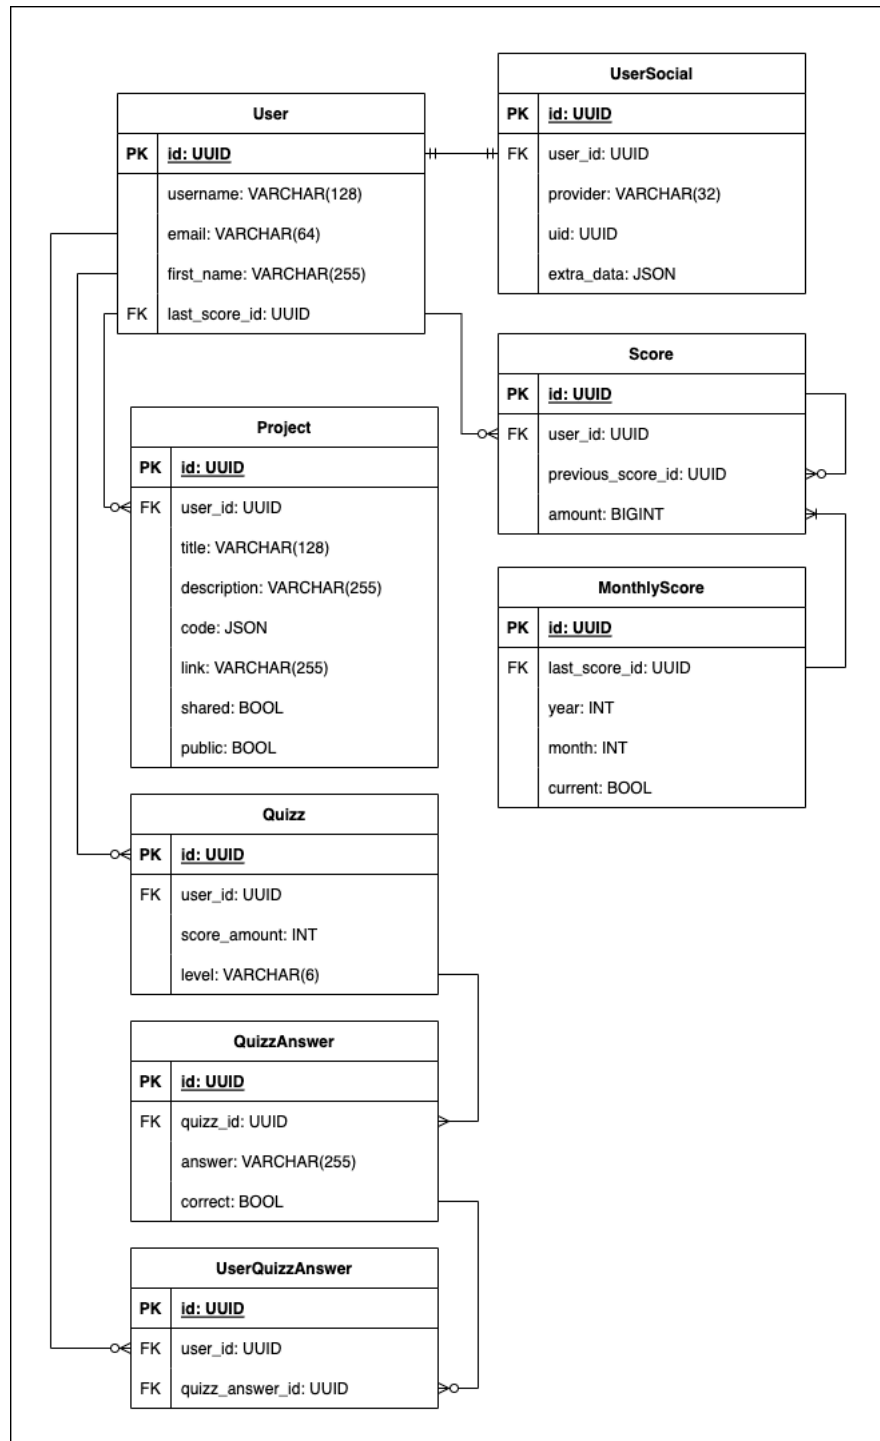 User
PK id: UUID
username: VARCHAR(128)
email: VARCHAR(64)
first_name: VARCHAR(255)
FK last_score_id: UUID
UserSocial
PK id: UUID
FK user_id: UUID
provider: VARCHAR(32)
uid: UUID
extra_data: JSON
Score
PK id: UUID
FK user_id: UUID
previous_score_id: UUID
amount: BIGINT
Project
PK id: UUID
FK user_id: UUID
title: VARCHAR(128)
description: VARCHAR(255)
code: JSON
link: VARCHAR(255)
shared: BOOL
public: BOOL
MonthlyScore
PK id: UUID
FK last_score_id: UUID
year: INT
month: INT
current: BOOL
Quizz
PK id: UUID
FK user_id: UUID
score_amount: INT
level: VARCHAR(6)
QuizzAnswer
PK id: UUID
FK quizz_id: UUID
answer: VARCHAR(255)
correct: BOOL
UserQuizzAnswer
PK id: UUID
FK user_id: UUID
FK quizz_answer_id: UUID